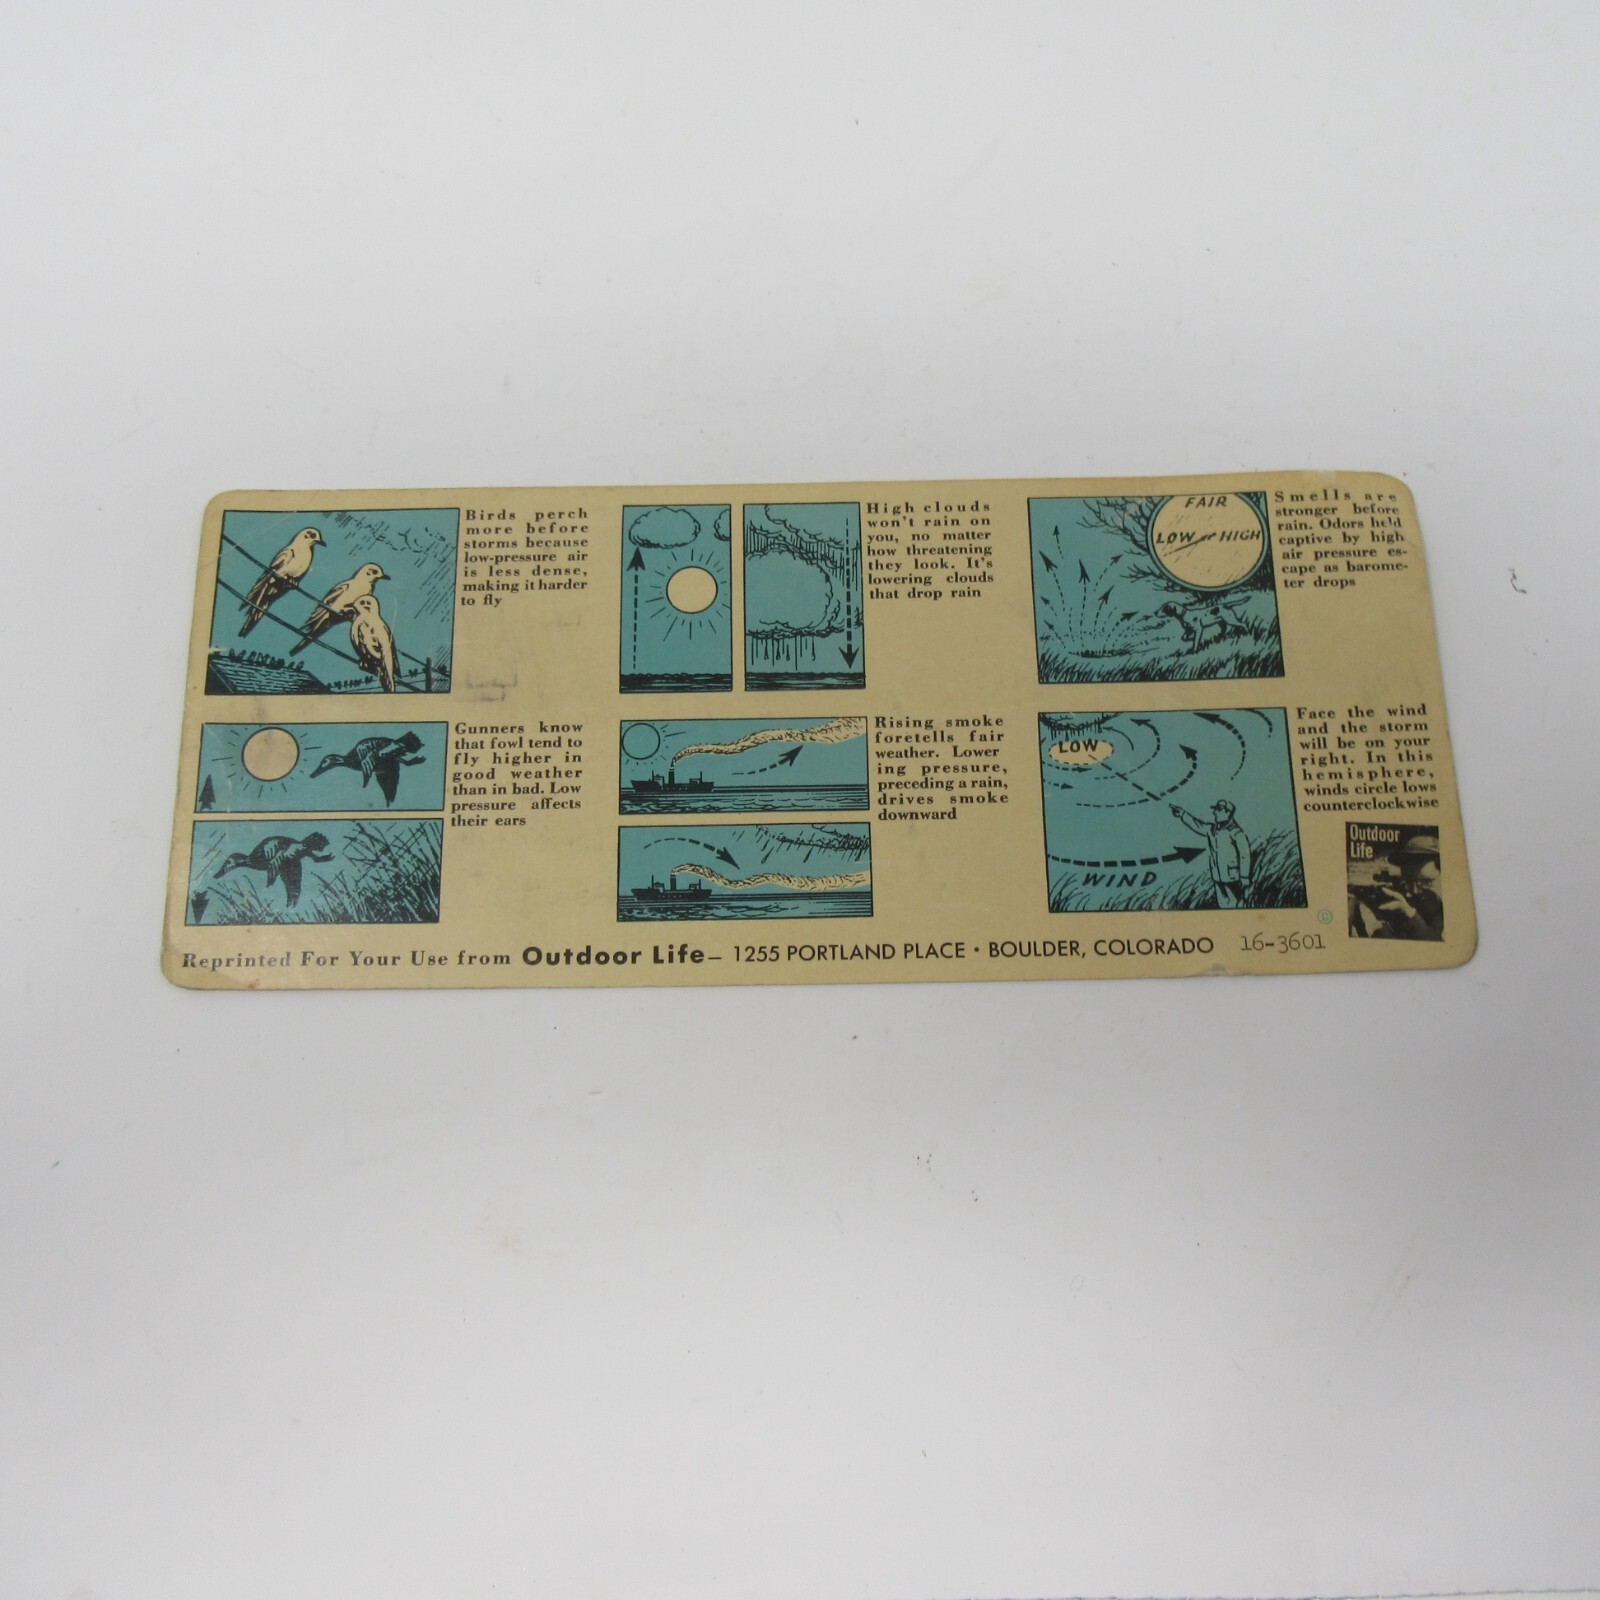 Birds perch
more before
storms because
low-pressure air
is less dense,
making it harder
to fly
High clouds
won't rain on
you, no matter
how threatening
they look. It's
lowering clouds
that drop rain
FAIR
LOW or HIGH
Smells are
stronger before
rain. Odors held
captive by high
air pressure es-
cape as barome-
ter drops
Gunners know
that fowl tend to
fly higher in
good weather
than in bad. Low
pressure affects
their ears
Rising smoke
foretells fair
weather. Lower
ing pressure,
preceding a rain,
drives smoke
downward
LOW
WIND
Face the wind
and the storm
will be on your
right. In this
hemisphere,
winds circle lows
counterclockwise
Outdoor
Life
©
Reprinted For Your Use from Outdoor Life— 1255 PORTLAND PLACE • BOULDER, COLORADO 16-3601